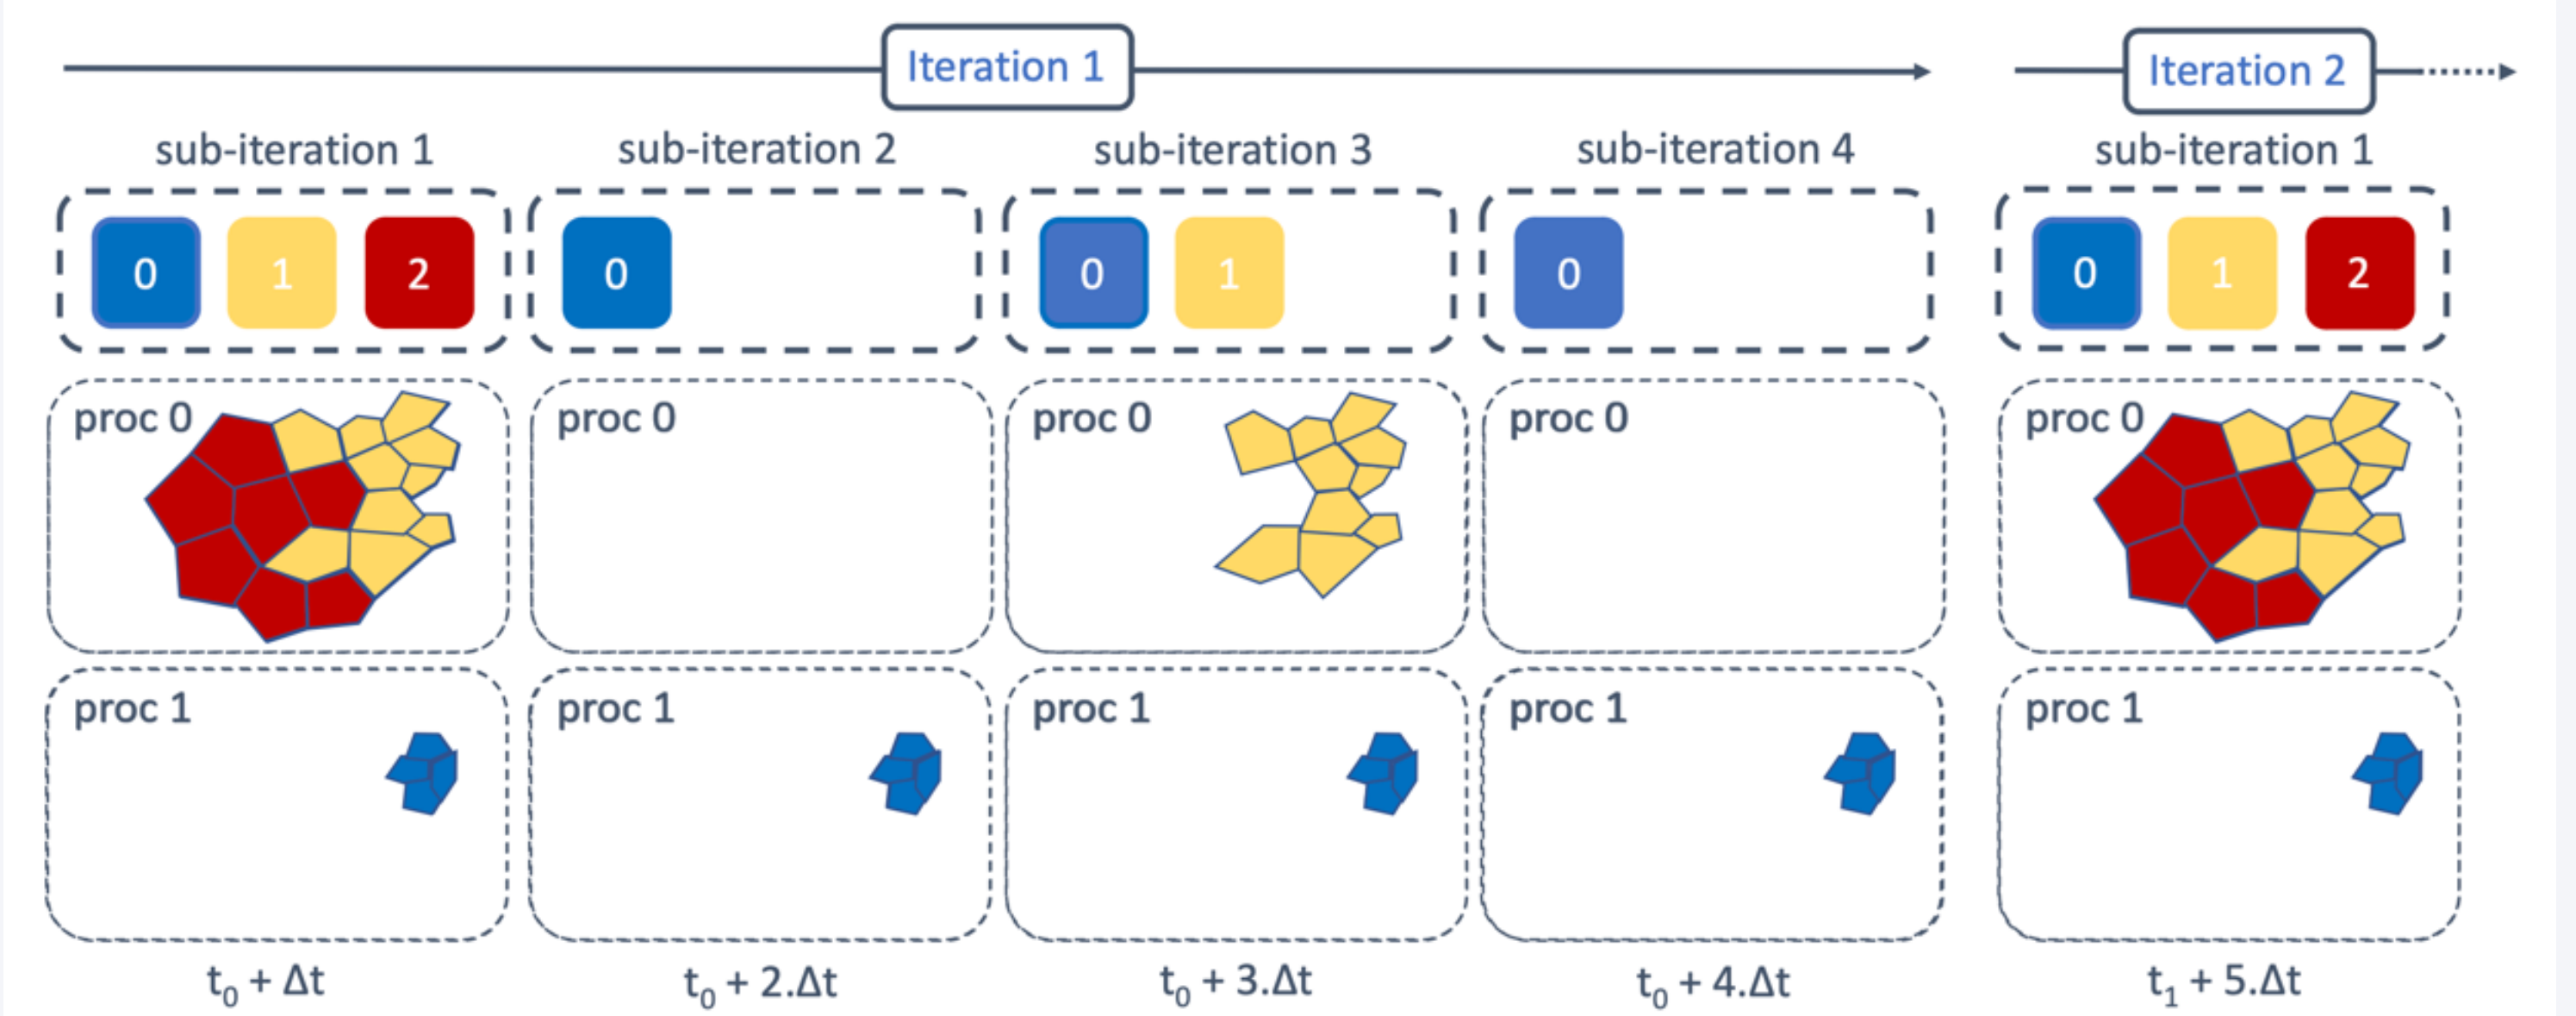 Iteration 1 Iteration 2
sub-iteration 1 sub-iteration 2 sub-iteration 3 sub-iteration 4 sub-iteration 1
0 1 2 0 0 1 0 0 1 2
proc 0 proc 0 proc 0 proc 0 proc 0
proc 1 proc 1 proc 1 proc 1 proc 1
t₀ + Δt t₀ + 2.Δt t₀ + 3.Δt t₀ + 4.Δt t₁ + 5.Δt